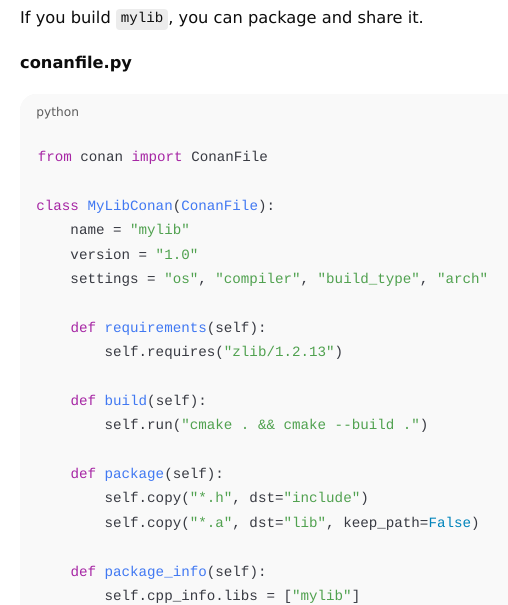 If you build mylib, you can package and share it.
conanfile.py
python
from conan import ConanFile
class MyLibConan(ConanFile):
    name = "mylib"
    version = "1.0"
    settings = "os", "compiler", "build_type", "arch"
    def requirements(self):
        self.requires("zlib/1.2.13")
    def build(self):
        self.run("cmake . && cmake --build .")
    def package(self):
        self.copy("*.h", dst="include")
        self.copy("*.a", dst="lib", keep_path=False)
    def package_info(self):
        self.cpp_info.libs = ["mylib"]